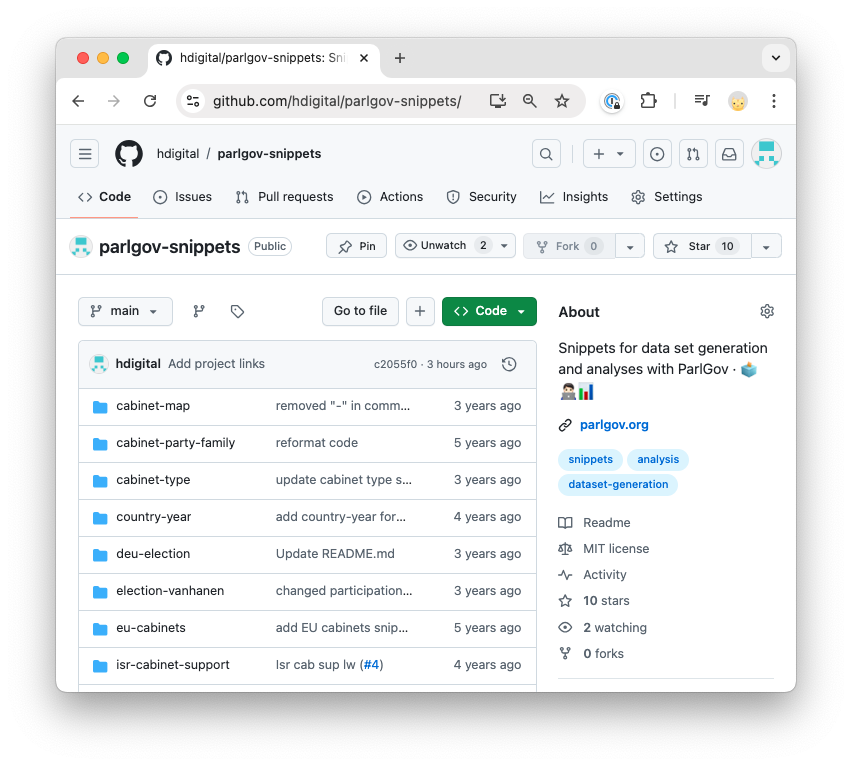 hdigital/parlgov-snippets: Sni
github.com/hdigital/parlgov-snippets/
hdigital / parlgov-snippets
Code Issues Pull requests Actions Security Insights Settings
parlgov-snippets Public Pin Unwatch 2 Fork 0 Star 10
main Go to file Code
hdigital Add project links c2055f0 · 3 hours ago
cabinet-map removed "-" in comm... 3 years ago
cabinet-party-family reformat code 5 years ago
cabinet-type update cabinet type s... 3 years ago
country-year add country-year for... 4 years ago
deu-election Update README.md 3 years ago
election-vanhanen changed participation... 3 years ago
eu-cabinets add EU cabinets snip... 5 years ago
isr-cabinet-support Isr cab sup lw (#4) 4 years ago
About
Snippets for data set generation
and analyses with ParlGov · 🗳️
👨🏻‍💻📊
parlgov.org
snippets analysis
dataset-generation
Readme
MIT license
Activity
10 stars
2 watching
0 forks